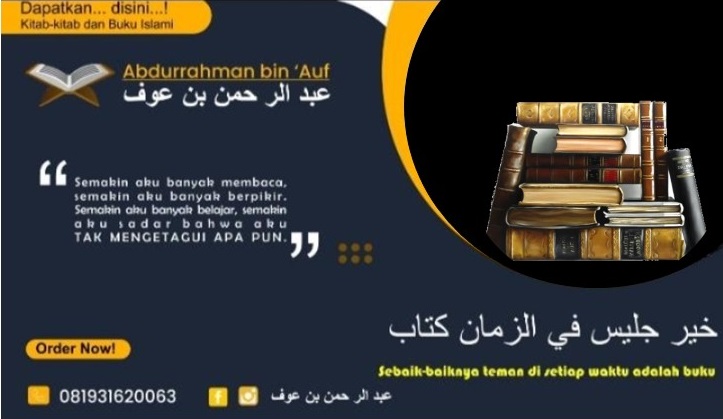 Dapatkan... disini...!
Kitab-kitab dan Buku Islami
Abdurrahman bin ‘Auf
عبد الر حمن بن عوف
“
Semakin aku banyak membaca,
semakin aku banyak berpikir.
Semakin aku banyak belajar, semakin
aku sadar bahwa aku
TAK MENGETAGUI APA PUN.
”
خير جليس في الزمان كتاب
Sebaik-baiknya teman di setiap waktu adalah buku
Order Now!
081931620063
عبد الر حمن بن عوف